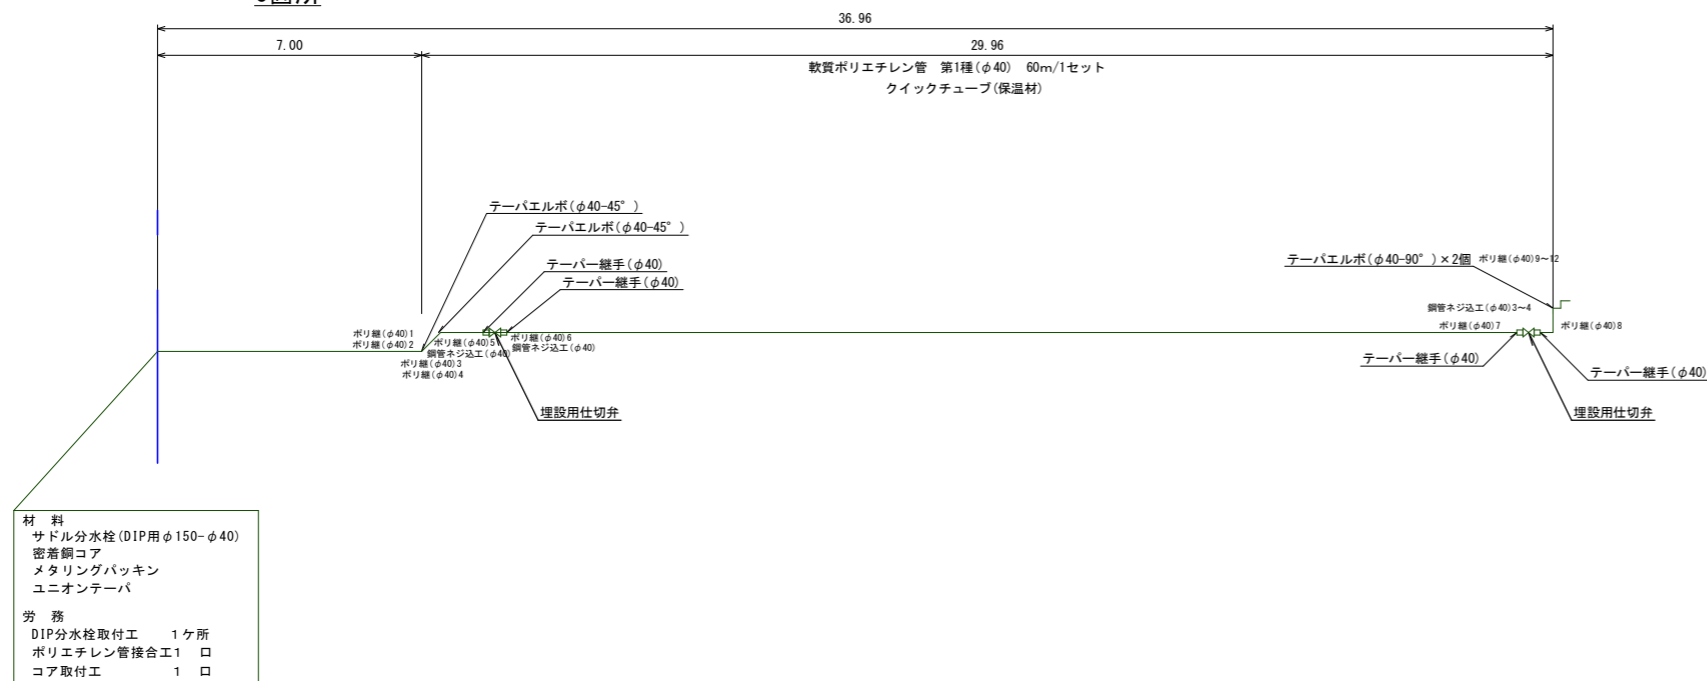 36.96
7.00
29.96
軟質ポリエチレン管　第1種(φ40)　60m/1セット
クイックチューブ(保温材)
テーパエルボ(φ40-45°)
テーパエルボ(φ40-45°)
テーパー継手(φ40)
テーパー継手(φ40)
テーパエルボ(φ40-90°)×2個
ポリ継(φ40)9～12
鋼管ネジ込工(φ40)3～4
ポリ継(φ40)1
ポリ継(φ40)2
ポリ継(φ40)5
鋼管ネジ込工(φ40)
ポリ継(φ40)6
鋼管ネジ込工(φ40)
ポリ継(φ40)3
ポリ継(φ40)4
ポリ継(φ40)7
ポリ継(φ40)8
テーパー継手(φ40)
テーパー継手(φ40)
埋設用仕切弁
埋設用仕切弁
材　料
サドル分水栓(DIP用φ150-φ40)
密着銅コア
メタリングパッキン
ユニオンテーパ
労　務
DIP分水栓取付工　　1ケ所
ポリエチレン管接合工1　口
コア取付工　　　　　1　口